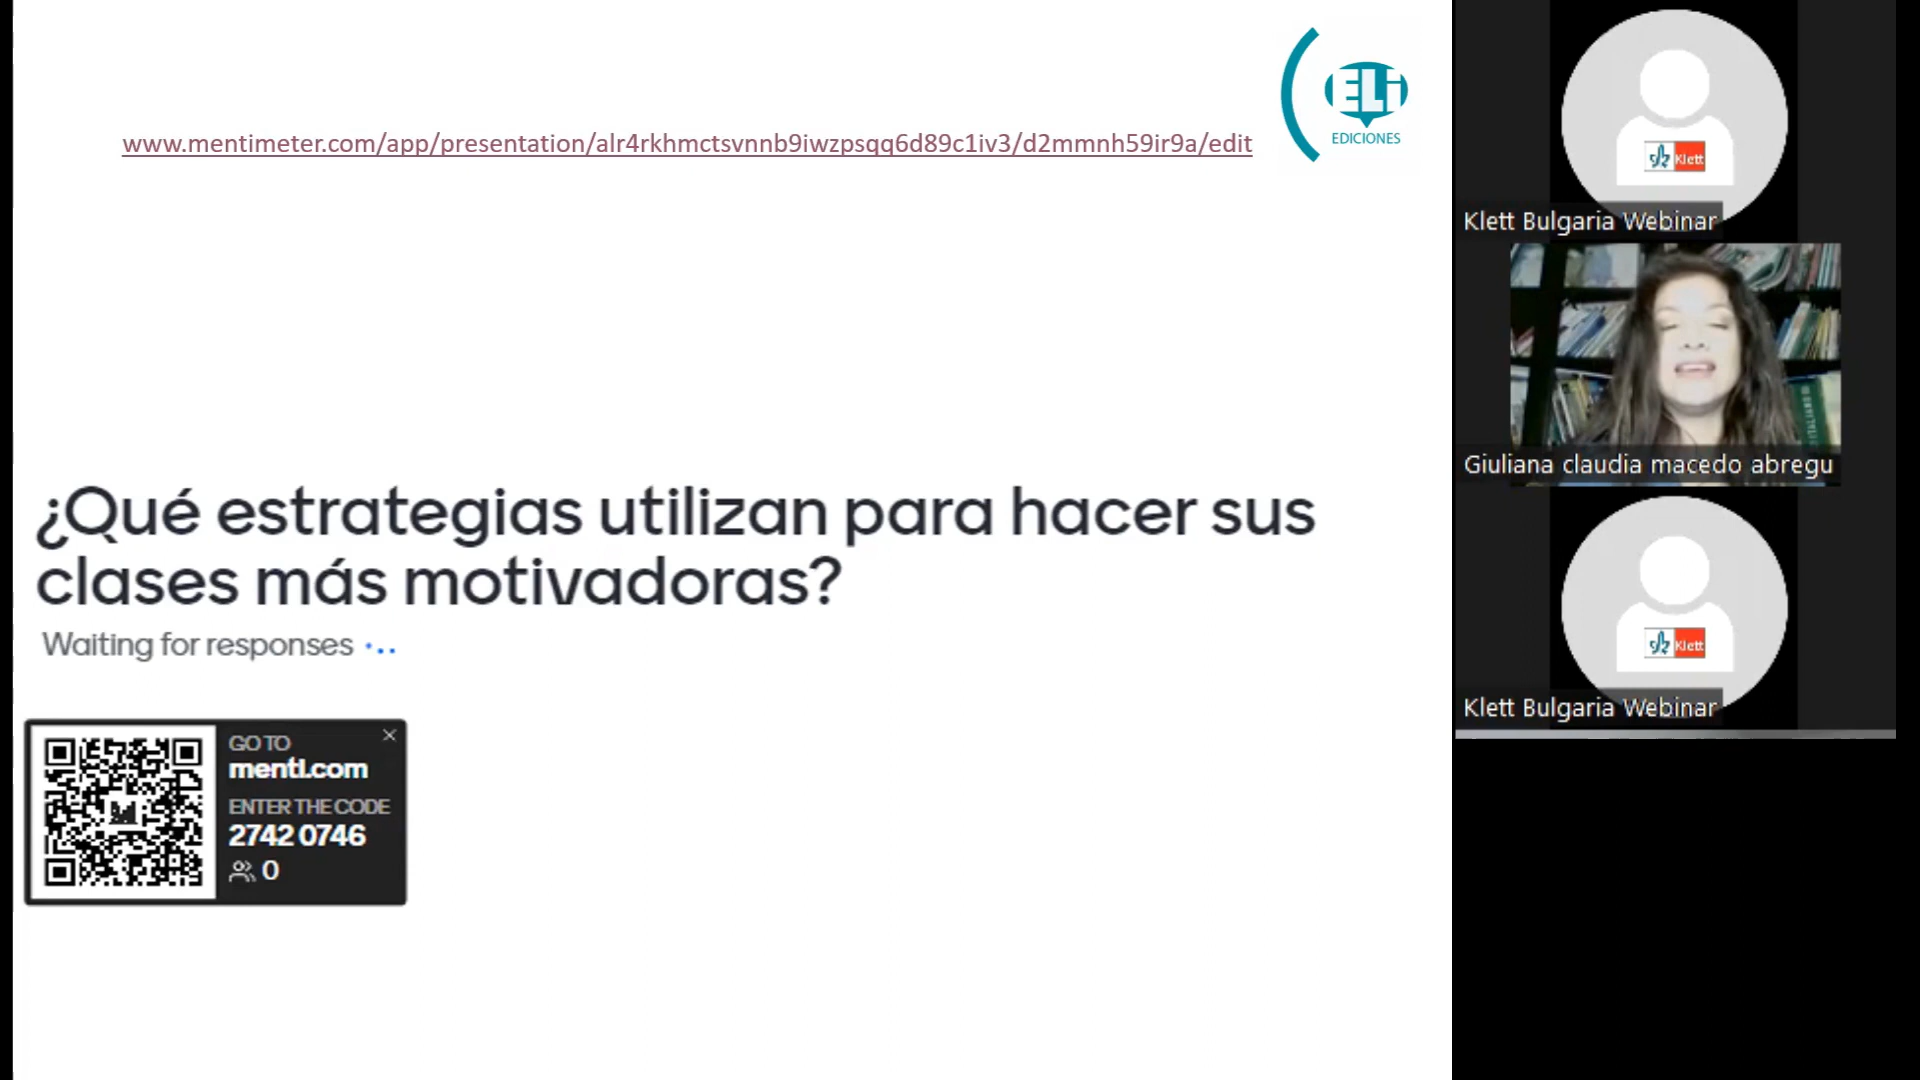 www.mentimeter.com/app/presentation/alr4rkhmctsvnnb9iwzpsqq6d89c1iv3/d2mmnh59ir9a/edit
ELi
EDICIONES
¿Qué estrategias utilizan para hacer sus
clases más motivadoras?
Waiting for responses
GO TO
menti.com
ENTER THE CODE
2742 0746
0
Klett
Klett Bulgaria Webinar
ITALIANO
Giuliana claudia macedo abregu
Klett
Klett Bulgaria Webinar